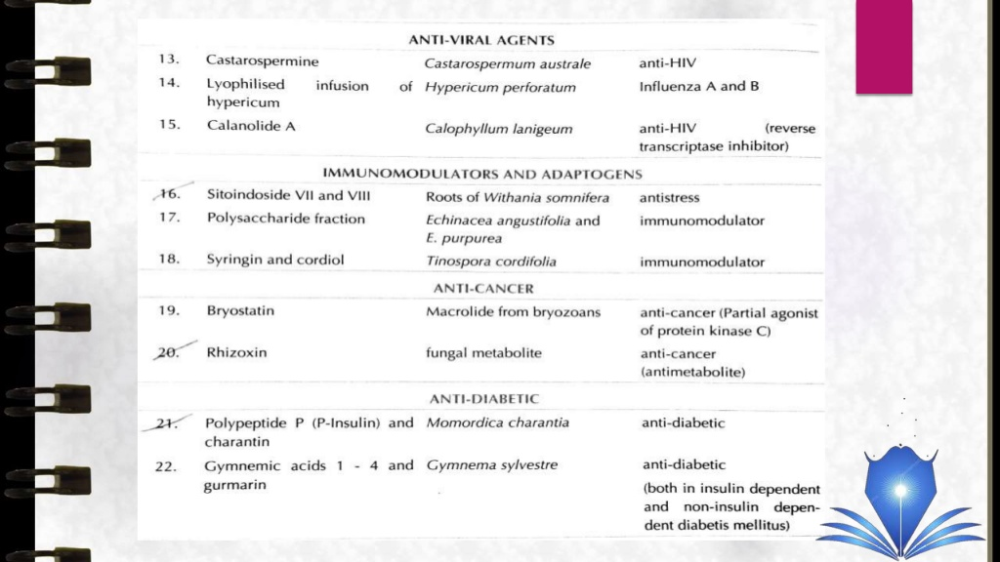 ANTI-VIRAL AGENTS
13. Castarospermine Castarospermum australe anti-HIV
14. Lyophilised infusion of Hypericum perforatum Influenza A and B
hypericum
15. Calanolide A Calophyllum lanigeum anti-HIV (reverse
transcriptase inhibitor)
IMMUNOMODULATORS AND ADAPTOGENS
16. Sitoindoside VII and VIII Roots of Withania somnifera antistress
17. Polysaccharide fraction Echinacea angustifolia and immunomodulator
E. purpurea
18. Syringin and cordiol Tinospora cordifolia immunomodulator
ANTI-CANCER
19. Bryostatin Macrolide from bryozoans anti-cancer (Partial agonist
of protein kinase C)
20. Rhizoxin fungal metabolite anti-cancer
(antimetabolite)
ANTI-DIABETIC
21. Polypeptide P (P-Insulin) and Momordica charantia anti-diabetic
charantin
22. Gymnemic acids 1 - 4 and Gymnema sylvestre anti-diabetic
gurmarin
(both in insulin dependent
and non-insulin depen-
dent diabetis mellitus)